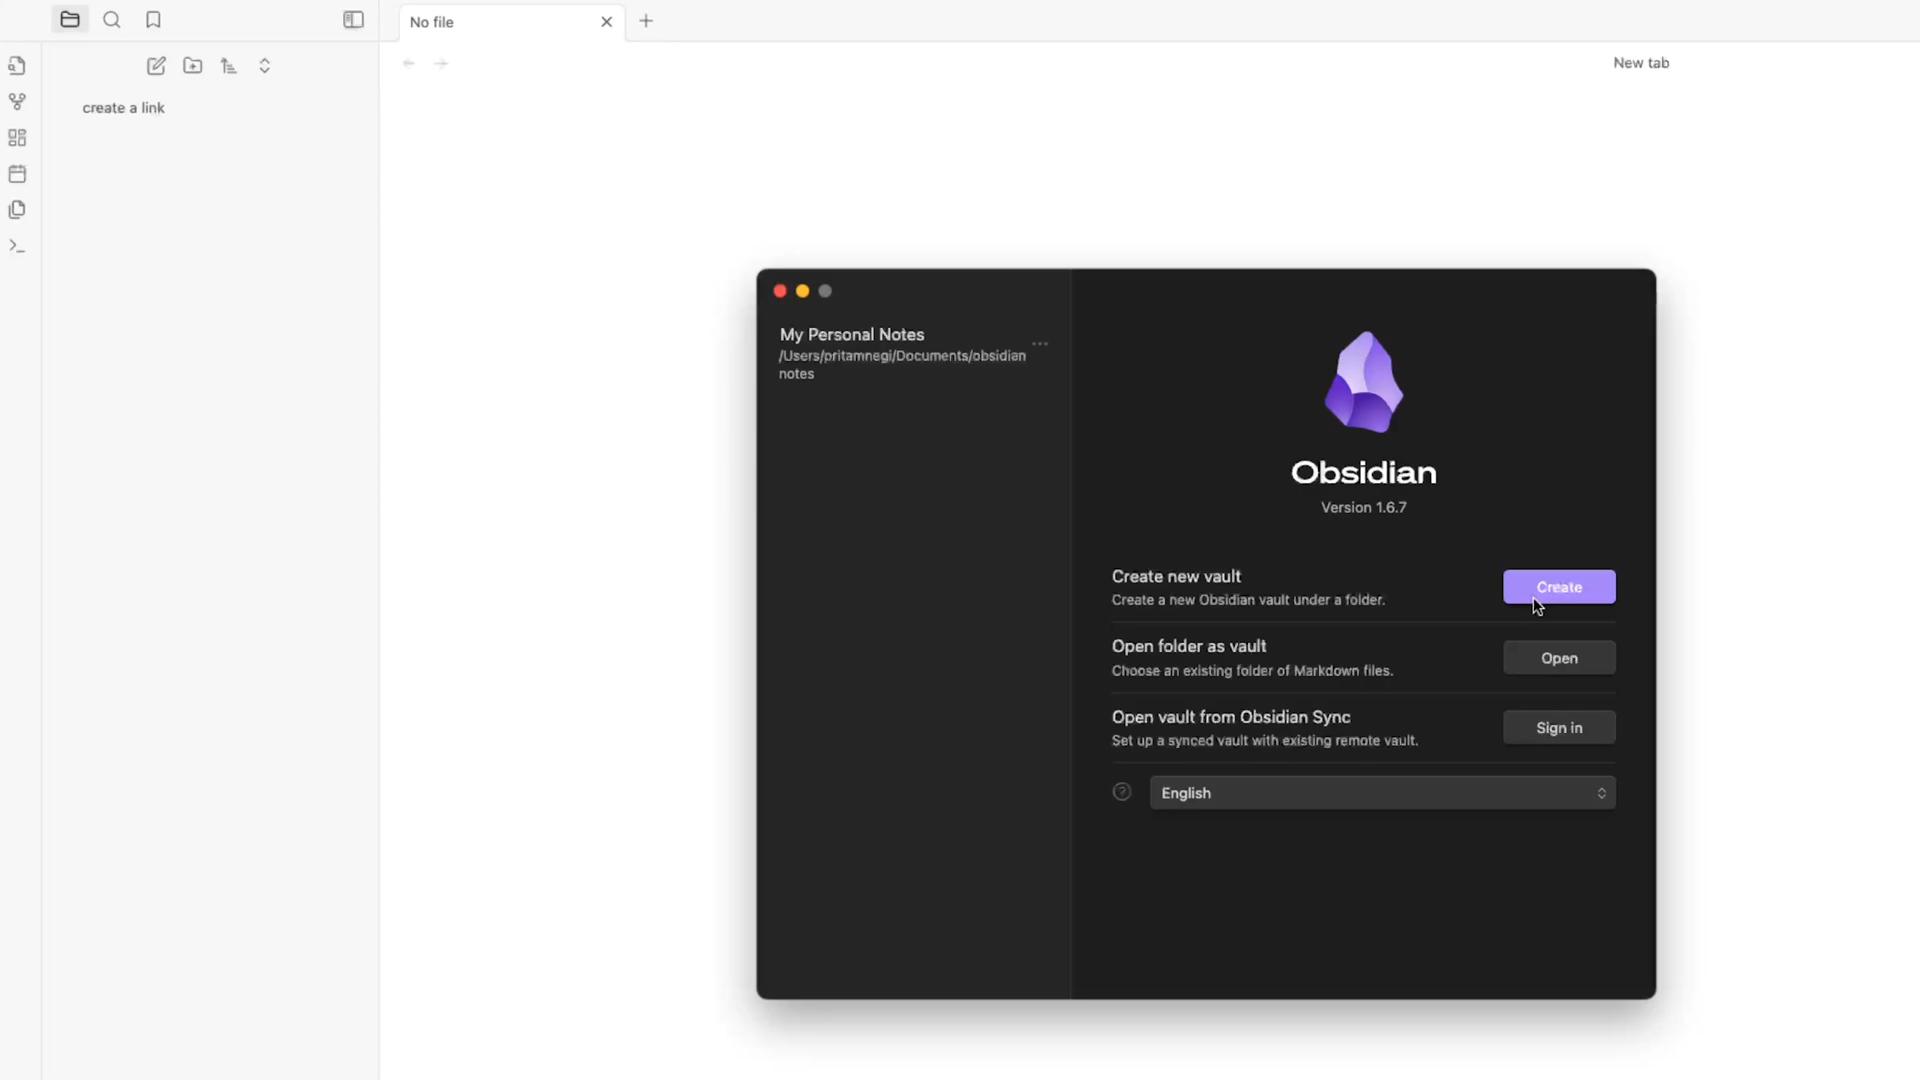 No file
New tab
create a link
My Personal Notes
/Users/pritamnegi/Documents/obsidian
notes
Obsidian
Version 1.6.7
Create new vault
Create a new Obsidian vault under a folder.
Create
Open folder as vault
Choose an existing folder of Markdown files.
Open
Open vault from Obsidian Sync
Set up a synced vault with existing remote vault.
Sign in
English